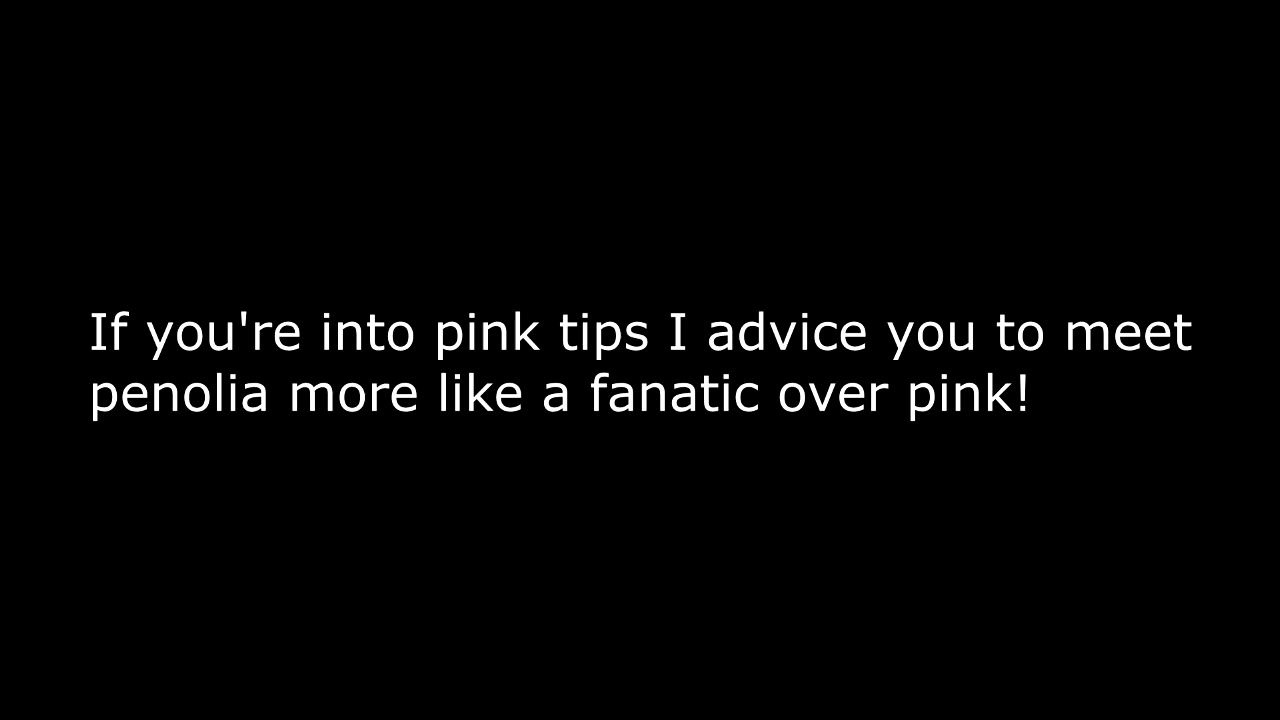 If you're into pink tips I advice you to meet
penolia more like a fanatic over pink!